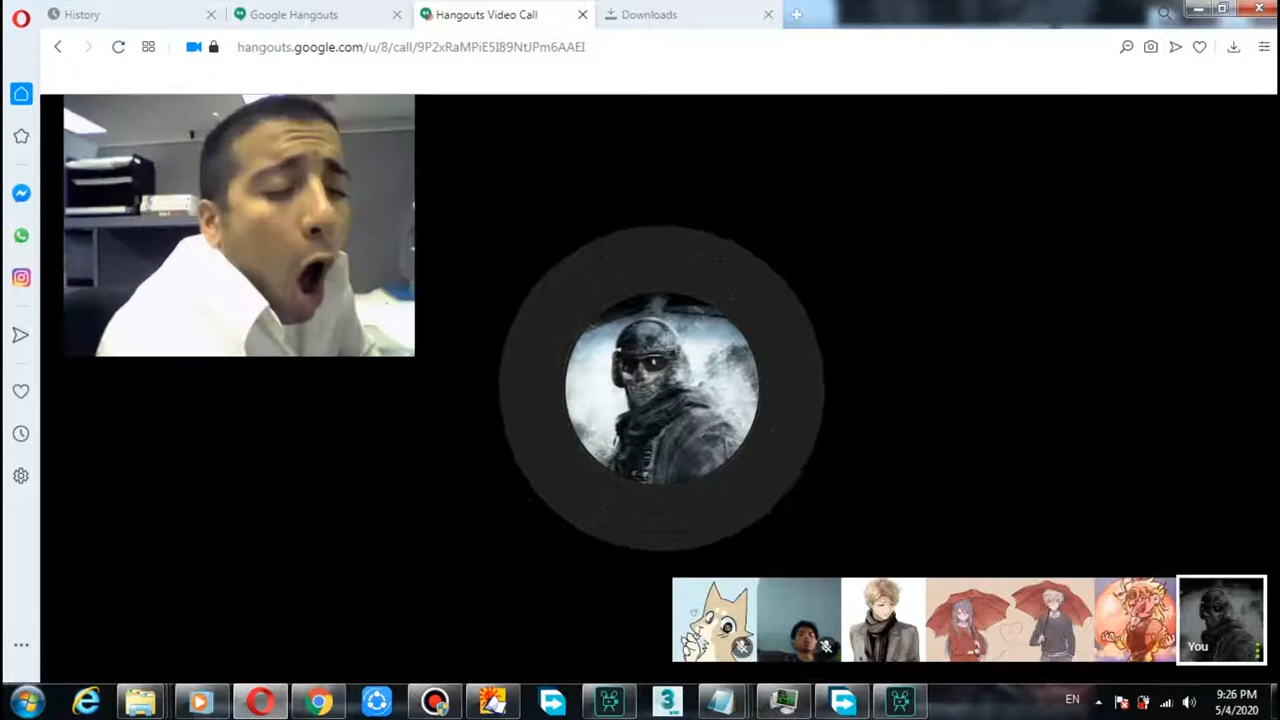 History
Google Hangouts
Hangouts Video Call
Downloads
hangouts.google.com/u/8/call/9P2xRaMPiE5I89NtJPm6AAEI
You
EN
9:26 PM
5/4/2020